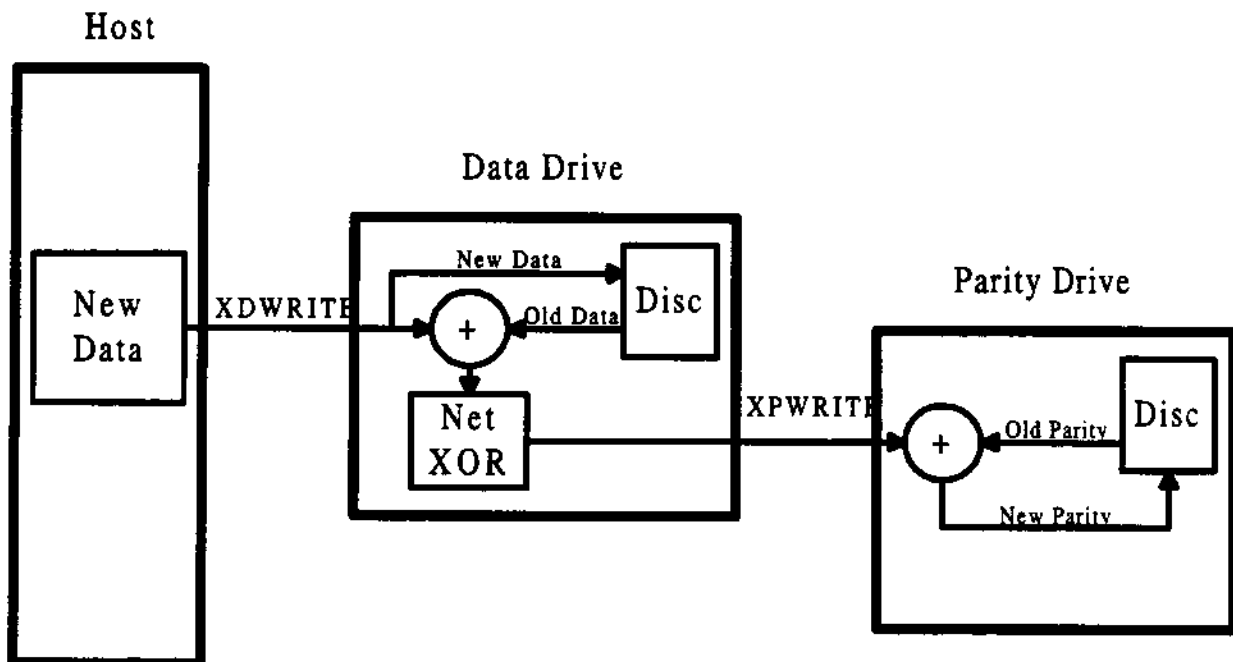 Host
Data Drive
New Data
New
Data
XDWRITE
+
Old Data
Disc
Parity Drive
Net
XOR
XPWRITE
+
Old Parity
Disc
New Parity